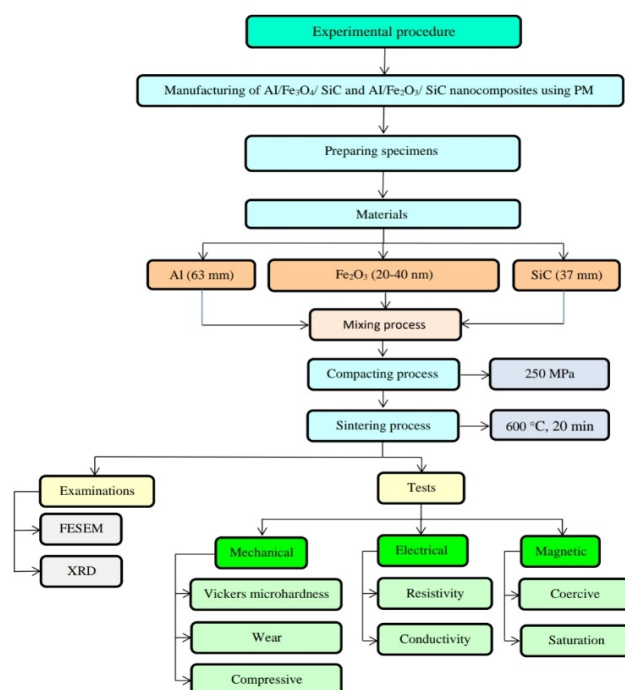 Experimental procedure
Manufacturing of AI/Fe₃O₄/ SiC and AI/Fe₂O₃/ SiC nanocomposites using PM
Preparing specimens
Materials
Al (63 mm)
Fe₂O₃ (20-40 nm)
SiC (37 mm)
Mixing process
Compacting process
250 MPa
Sintering process
600 °C, 20 min
Examinations
Tests
FESEM
XRD
Mechanical
Electrical
Magnetic
Vickers microhardness
Resistivity
Coercive
Wear
Conductivity
Saturation
Compressive